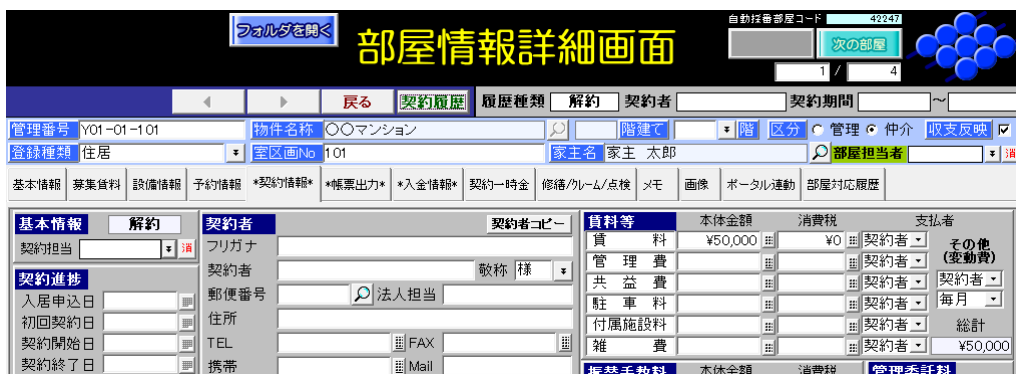 フォルダを開く
部屋情報詳細画面
自動採番部屋コード 42247
次の部屋
1 / 4
戻る 契約履歴 履歴種類 解約 契約者 契約期間 ~
管理番号 Y01-01-101 物件名称 〇〇マンション 階建て 階 区分 管理 仲介 収支反映
登録種類 住居 室区画No 101 家主名 家主 太郎 部屋担当者 消
基本情報 募集賃料 設備情報 予約情報 *契約情報* *帳票出力* *入金情報* 契約一時金 修繕/クレーム/点検 メモ 画像 ポータル連動 部屋対応履歴
基本情報 解約
契約担当 消
契約進捗
入居申込日
初回契約日
契約開始日
契約終了日
契約者 契約者コピー
フリガナ
契約者 敬称 様
郵便番号 法人担当
住所
TEL FAX
携帯 Mail
賃料等 本体金額 消費税 支払者
賃料 ¥50,000 ¥0 契約者
管理費 契約者
共益費 契約者
駐車料 契約者
付属施設料 契約者
雑費 契約者
その他
(変動費)
契約者
毎月
総計
¥50,000
振替手数料 本体金額 消費税 管理委託料